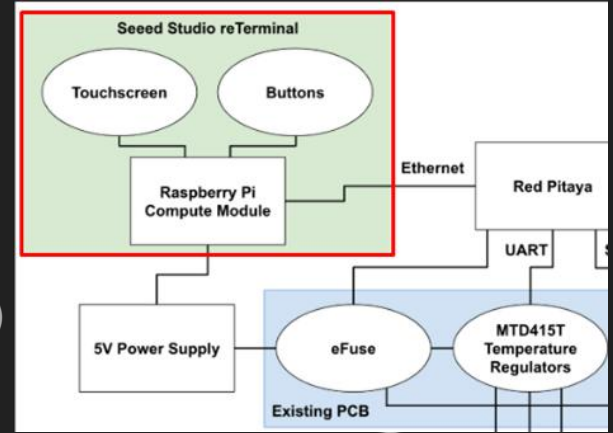 Seeed Studio reTerminal
Touchscreen
Buttons
Raspberry Pi
Compute Module
Ethernet
Red Pitaya
UART
5V Power Supply
eFuse
MTD415T
Temperature
Regulators
Existing PCB